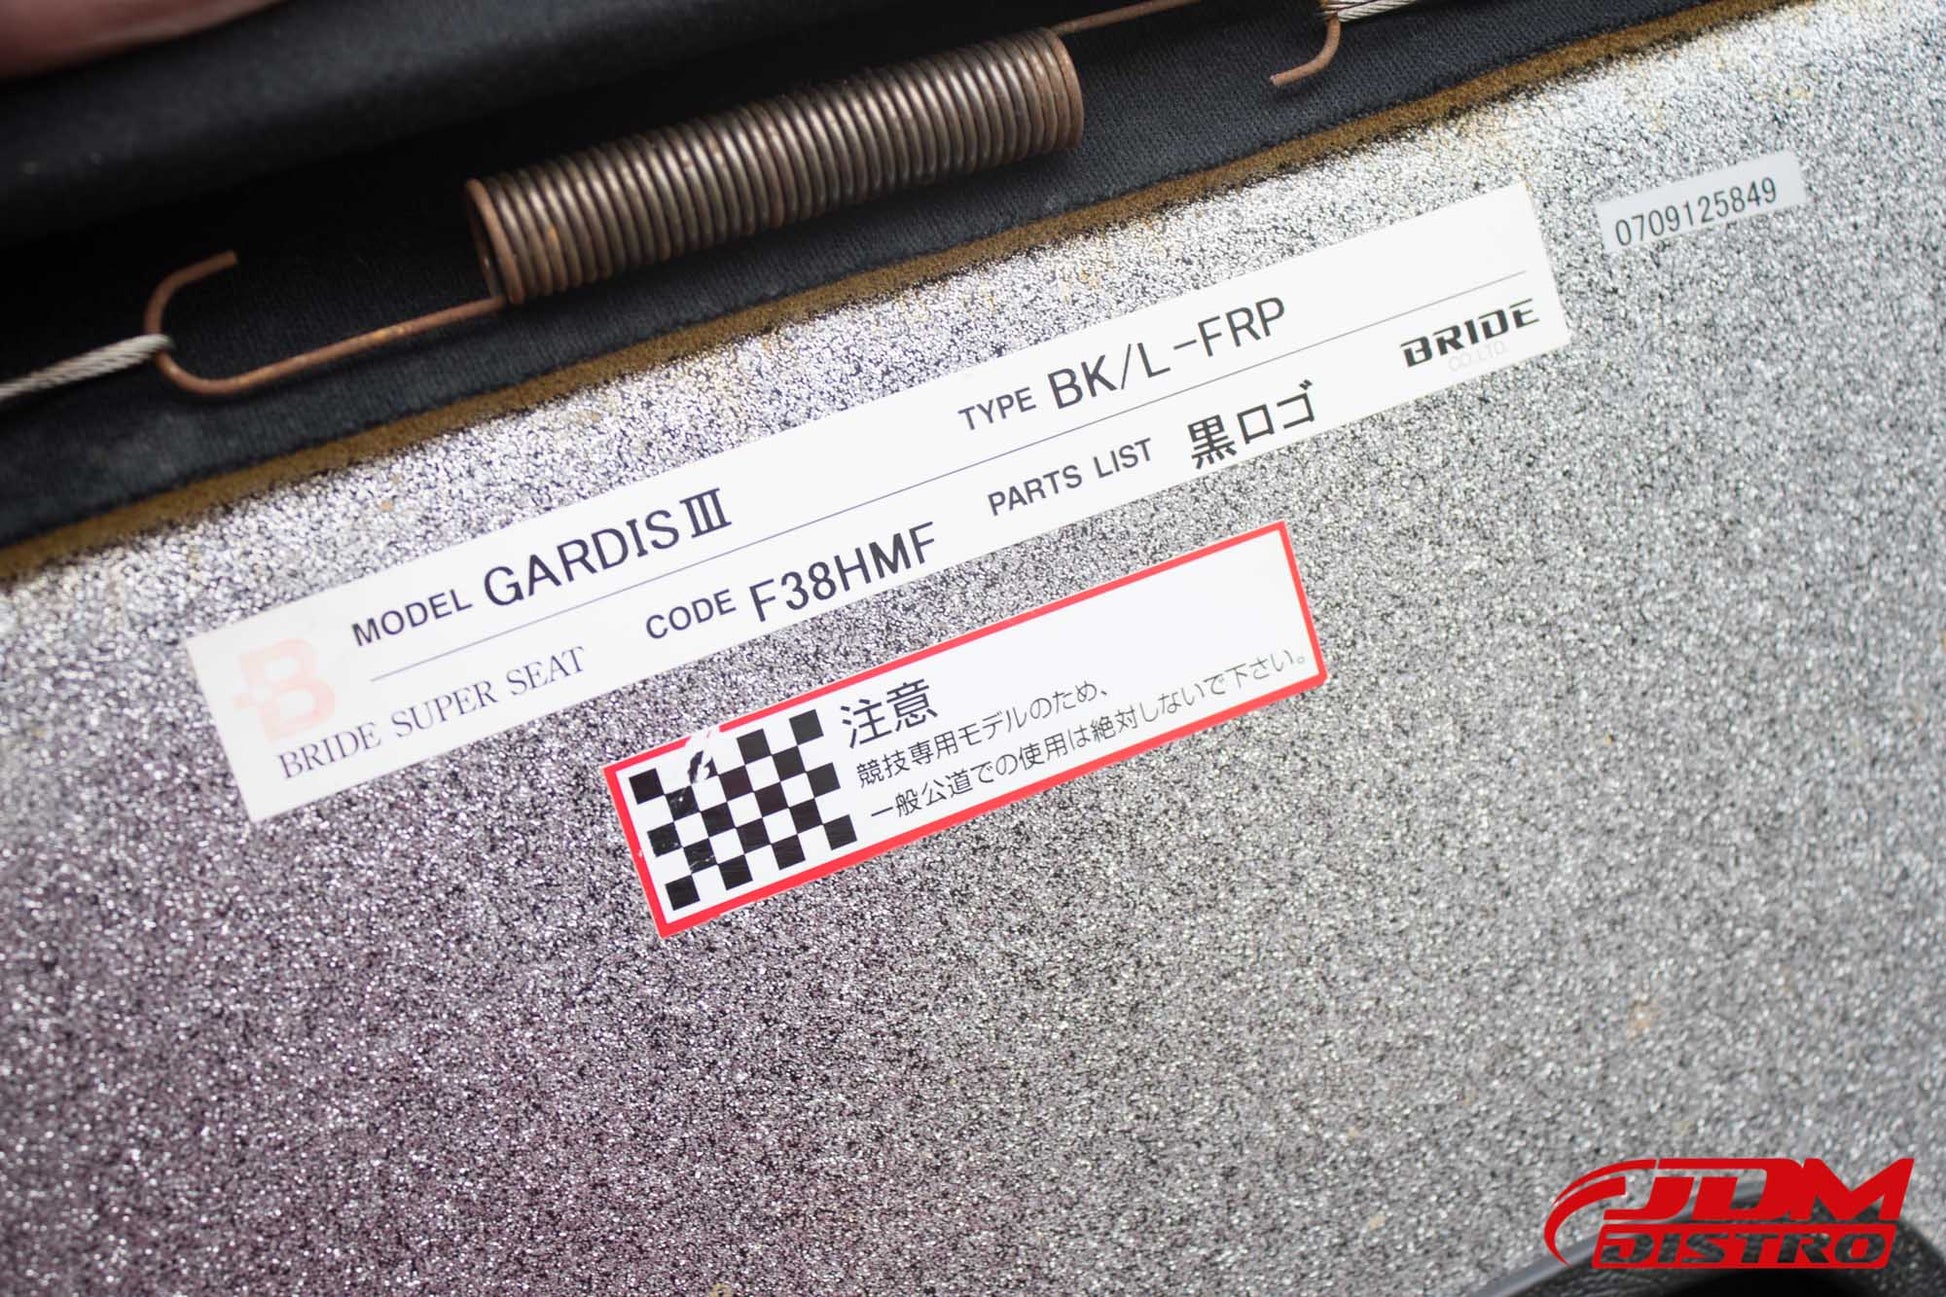 0709125849
MODEL GARDIS III TYPE BK/L-FRP
BRIDE SUPER SEAT CODE F38HMF PARTS LIST 黒ロゴ BRIDE
CO.,LTD.
B
注意
競技専用モデルのため、
一般公道での使用は絶対しないで下さい。
JDM
DISTRO